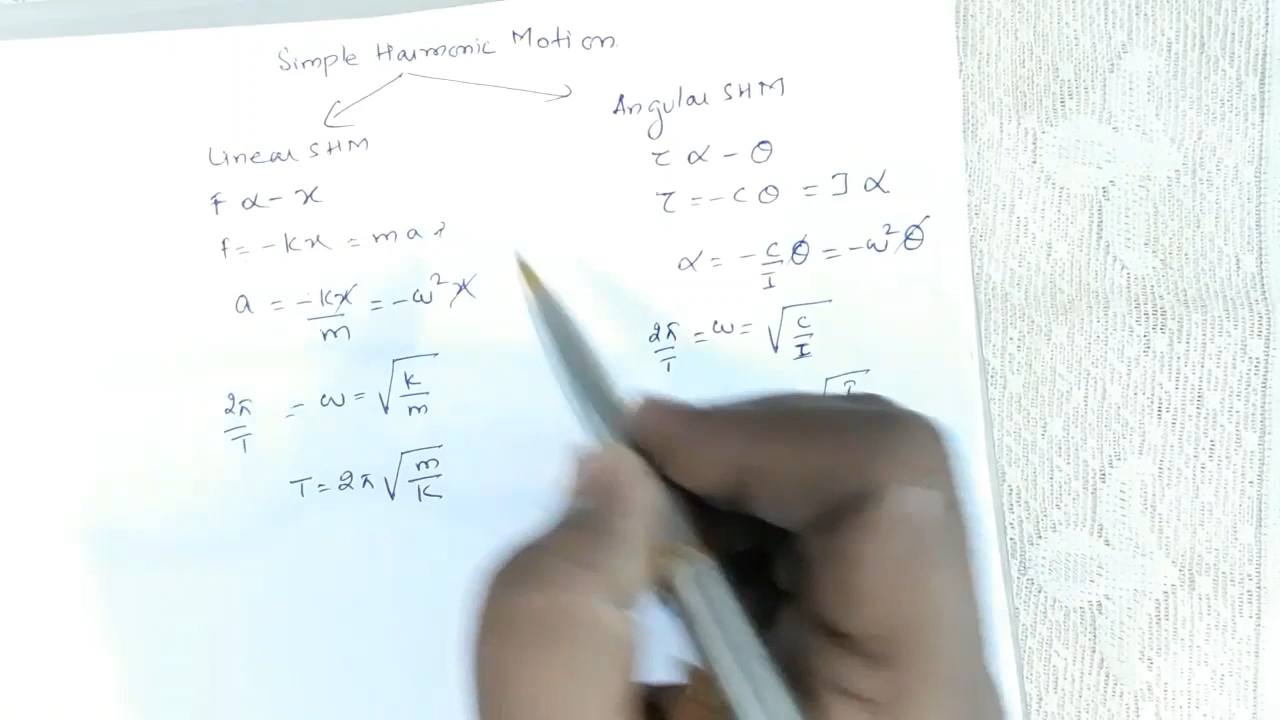 Simple Harmonic Motion
Linear SHM
F α - x
f = -kx = ma
a = -kx/m = -ω²x
2π/T = ω = √(k/m)
T = 2π√(m/K)
Angular SHM
τ α - θ
τ = -cθ = Iα
α = -c/I θ = -ω²θ
2π/T = ω = √(c/I)